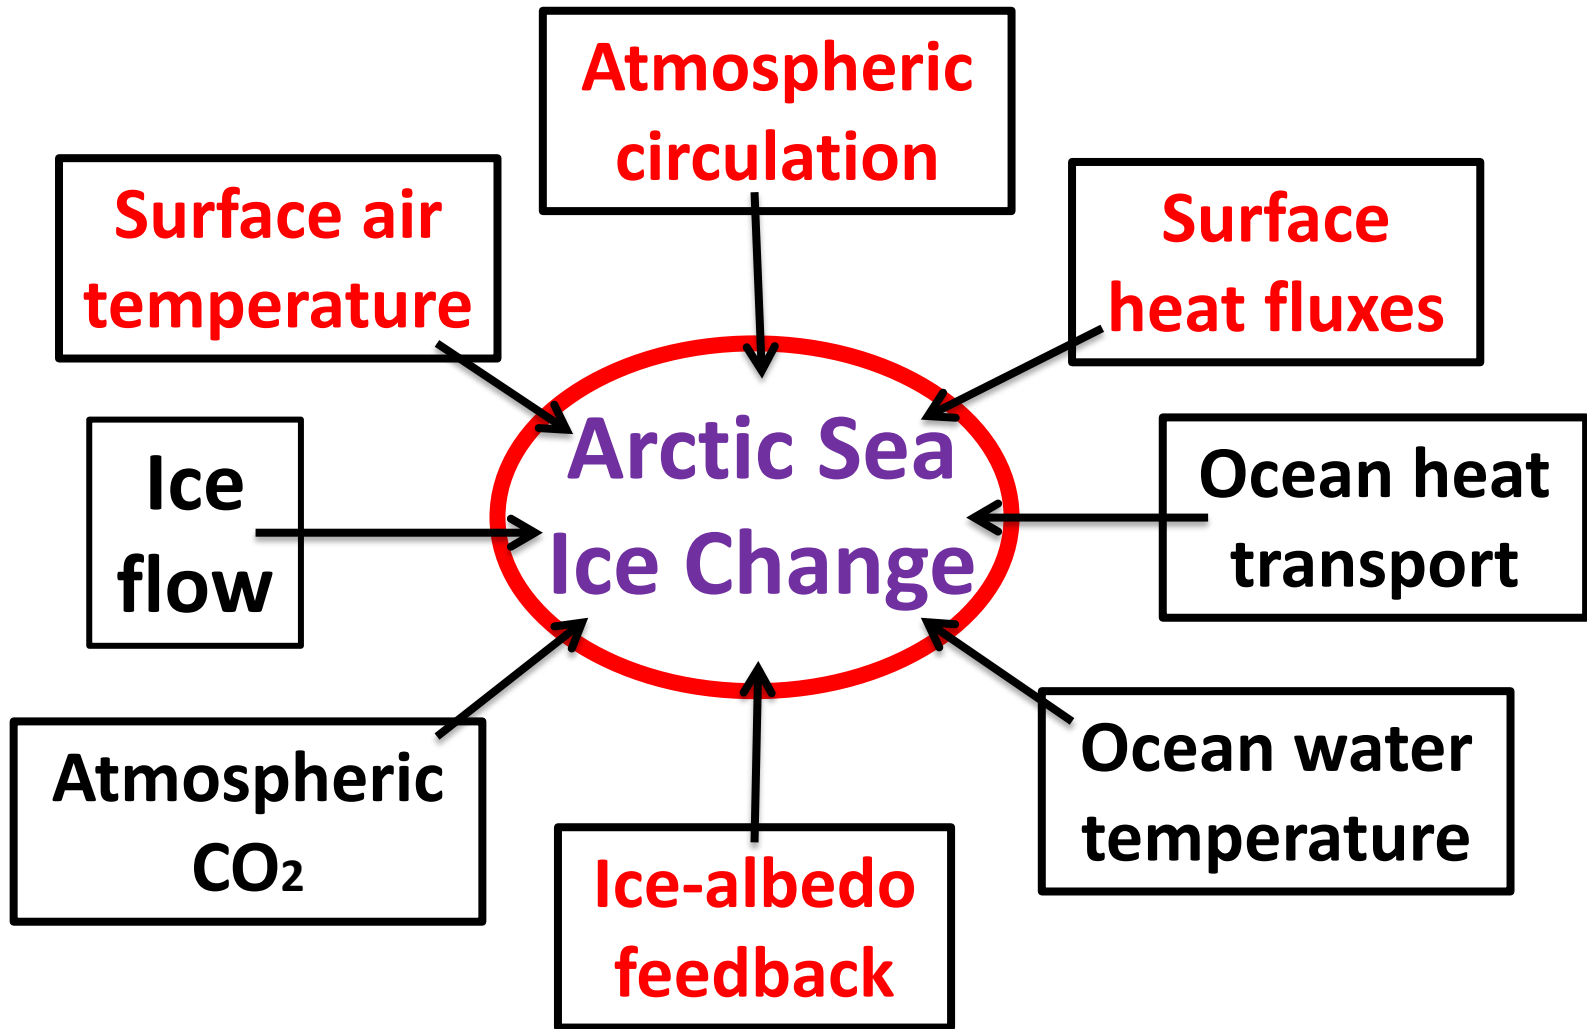 Atmospheric
circulation
Surface air
temperature
Surface
heat fluxes
Arctic Sea
Ice Change
Ice
flow
Ocean heat
transport
Atmospheric
CO₂
Ocean water
temperature
Ice-albedo
feedback